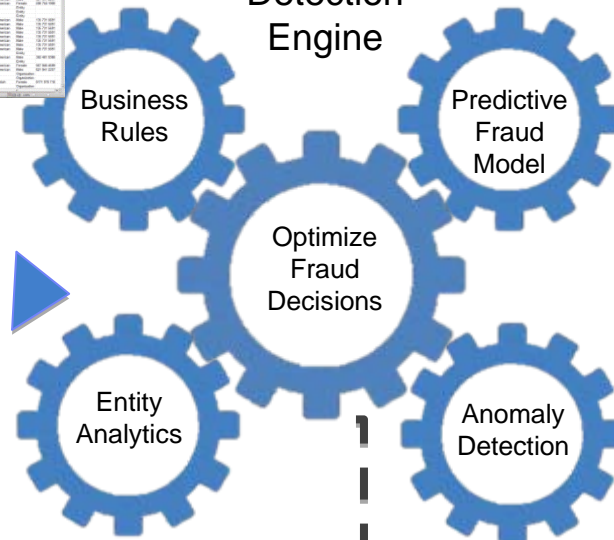 Detection
Engine
Business
Rules
Predictive
Fraud
Model
Optimize
Fraud
Decisions
Entity
Analytics
Anomaly
Detection